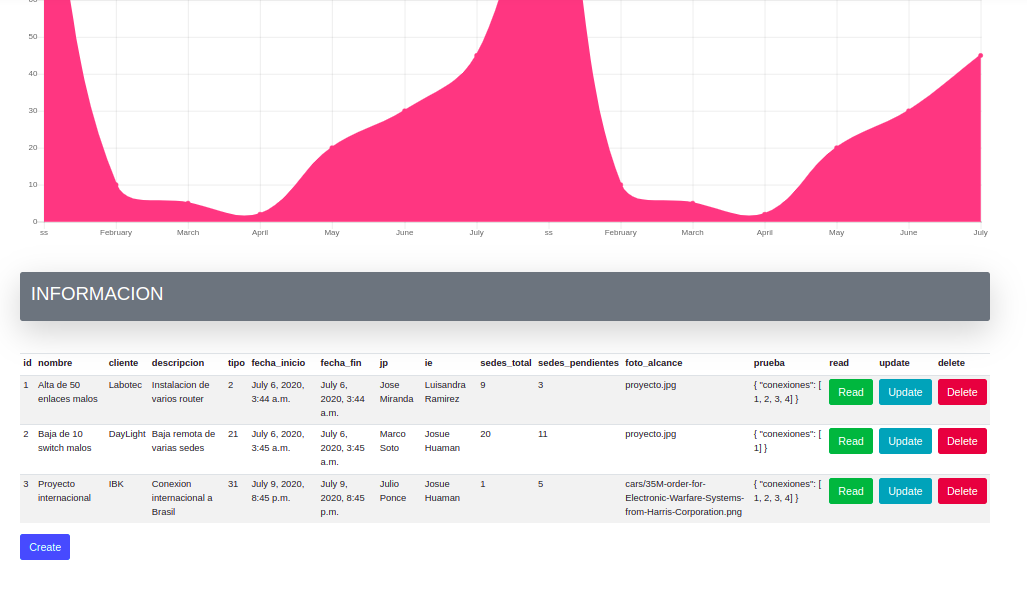 60
50
40
30
20
10
0
ss February March April May June July ss February March April May June July
INFORMACION
id nombre cliente descripcion tipo fecha_inicio fecha_fin jp ie sedes_total sedes_pendientes foto_alcance prueba read update delete
1 Alta de 50 Labotec Instalacion de 2 July 6, 2020, July 6, Jose Luisandra 9 3 proyecto.jpg { "conexiones": [ Read Update Delete
enlaces malos varios router 3:44 a.m. 2020, 3:44 Miranda Ramirez 1, 2, 3, 4] }
a.m.
2 Baja de 10 DayLight Baja remota de 21 July 6, 2020, July 6, Marco Josue 20 11 proyecto.jpg { "conexiones": [ Read Update Delete
switch malos varias sedes 3:45 a.m. 2020, 3:45 Soto Huaman 1] }
a.m.
3 Proyecto IBK Conexion 31 July 9, 2020, July 9, Julio Josue 1 5 cars/35M-order-for- { "conexiones": [ Read Update Delete
internacional internacional a 8:45 p.m. 2020, 8:45 Ponce Huaman Electronic-Warfare-Systems- 1, 2, 3, 4] }
Brasil p.m. from-Harris-Corporation.png
Create